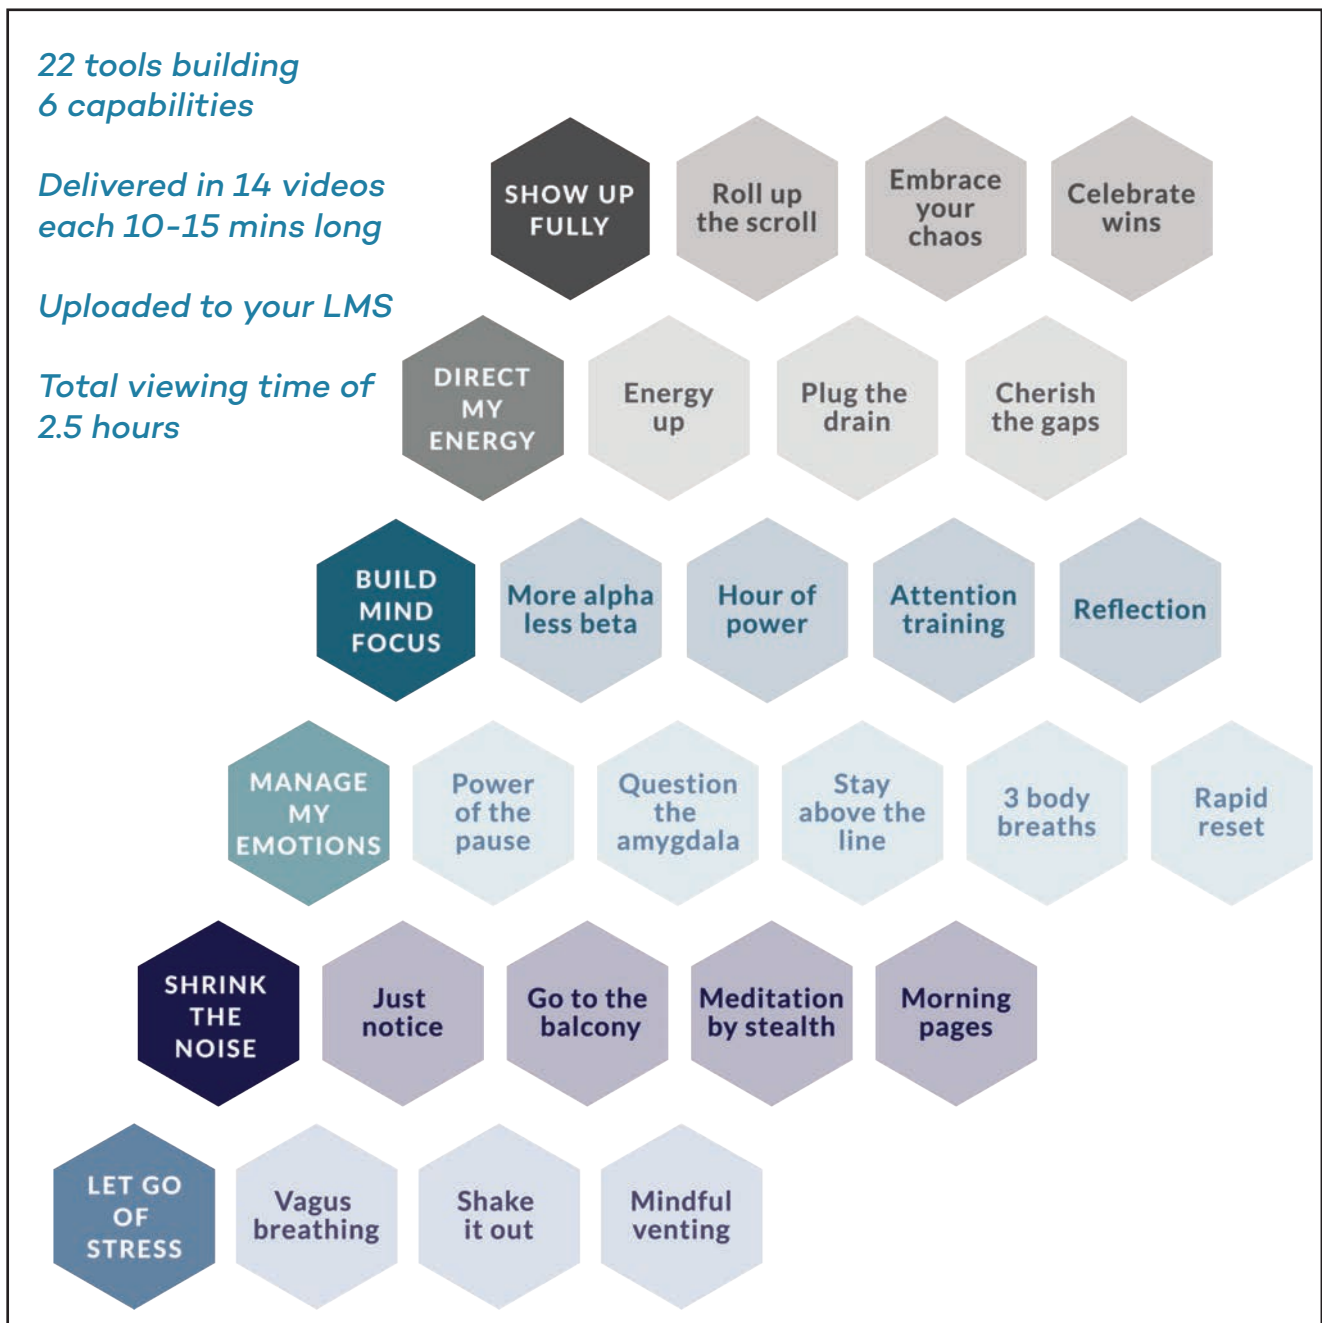 22 tools building
6 capabilities
Delivered in 14 videos
each 10-15 mins long
Uploaded to your LMS
Total viewing time of
2.5 hours
SHOW UP
FULLY
Roll up
the scroll
Embrace
your
chaos
Celebrate
wins
DIRECT
MY
ENERGY
Energy
up
Plug the
drain
Cherish
the gaps
BUILD
MIND
FOCUS
More alpha
less beta
Hour of
power
Attention
training
Reflection
MANAGE
MY
EMOTIONS
Power
of the
pause
Question
the
amygdala
Stay
above the
line
3 body
breaths
Rapid
reset
SHRINK
THE
NOISE
Just
notice
Go to the
balcony
Meditation
by stealth
Morning
pages
LET GO
OF
STRESS
Vagus
breathing
Shake
it out
Mindful
venting